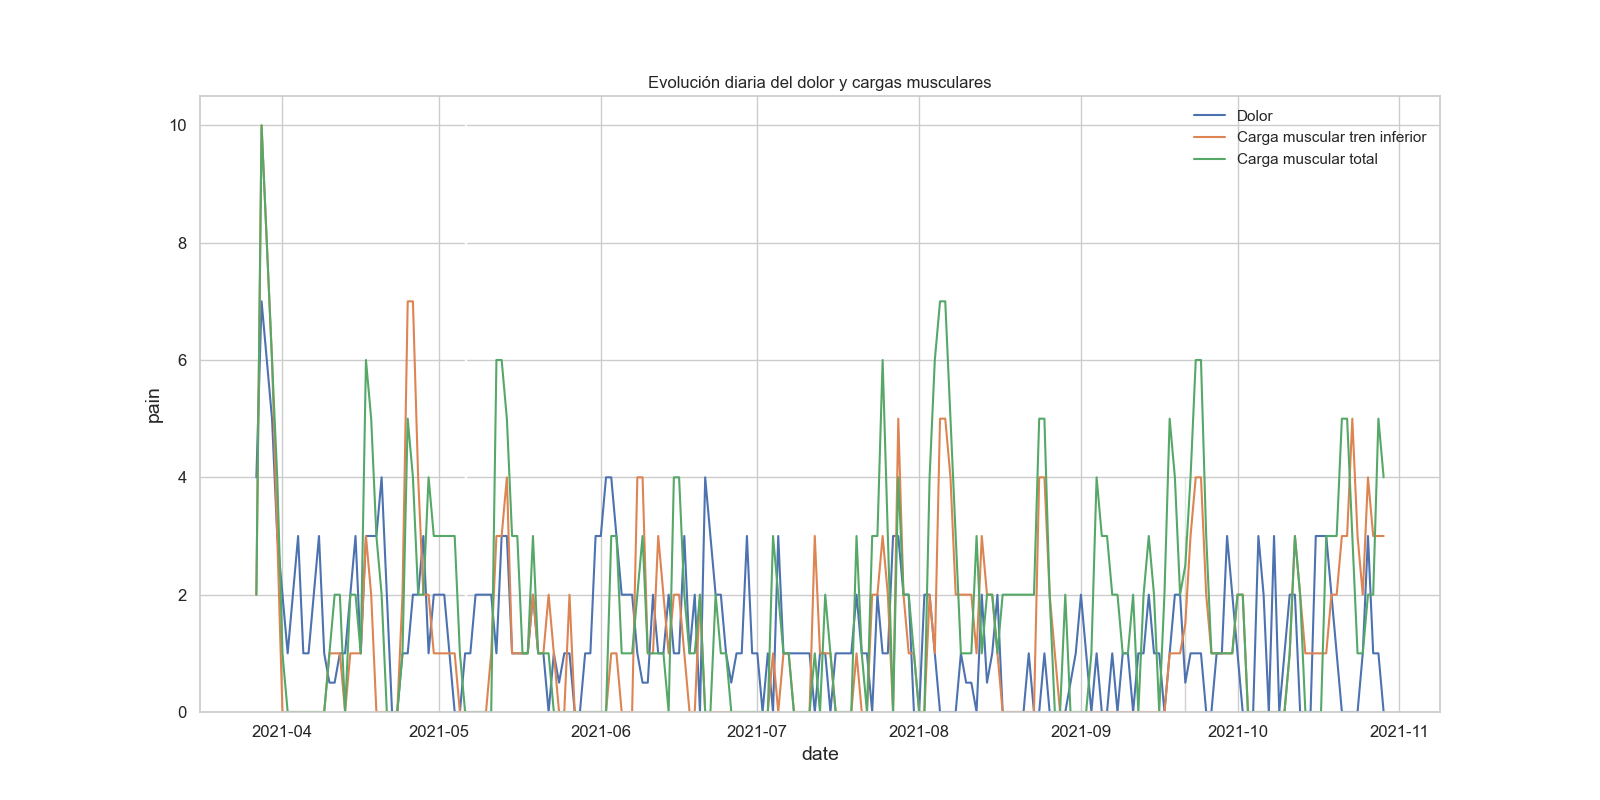 Evolución diaria del dolor y cargas musculares
Dolor
Carga muscular tren inferior
Carga muscular total
10
8
6
4
2
0
pain
2021-04 2021-05 2021-06 2021-07 2021-08 2021-09 2021-10 2021-11
date